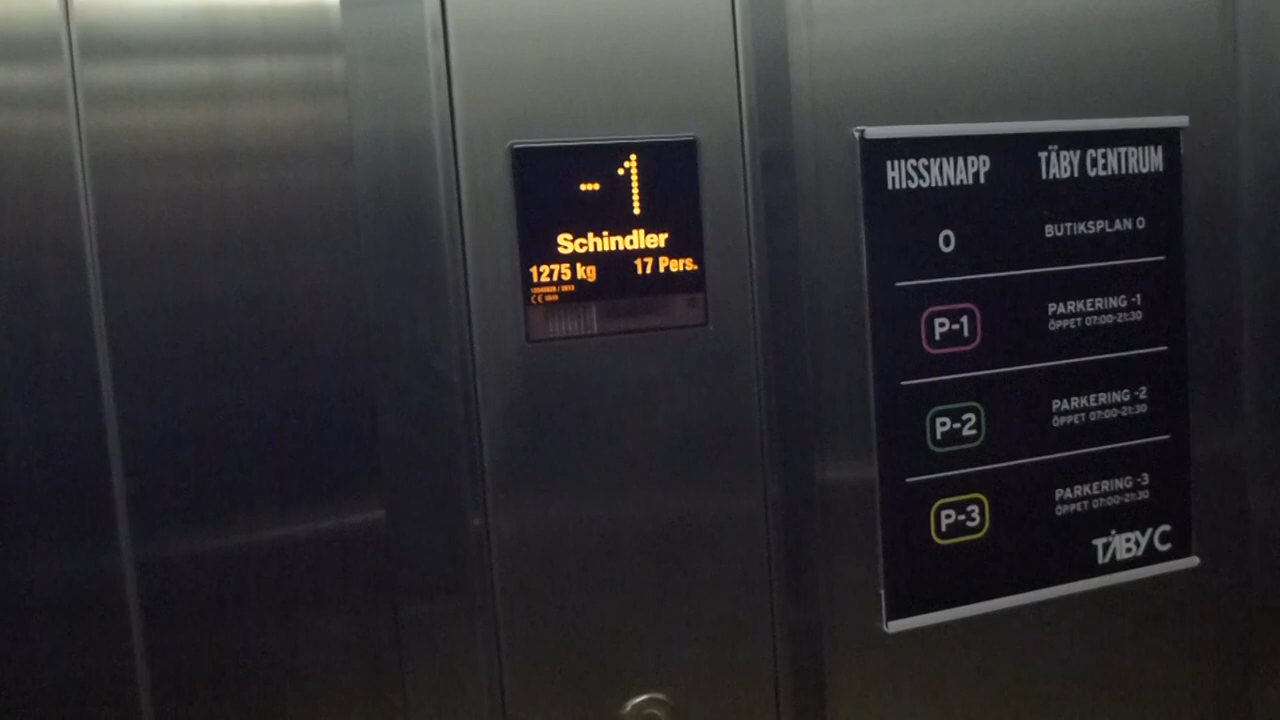 -1
Schindler
1275 kg 17 Pers.
HISSKNAPP TÄBY CENTRUM
0 BUTIKSPLAN 0
P-1 PARKERING -1
ÖPPET 07:00-21:30
P-2 PARKERING -2
ÖPPET 07:00-21:30
P-3 PARKERING -3
ÖPPET 07:00-21:30
TÄBY C